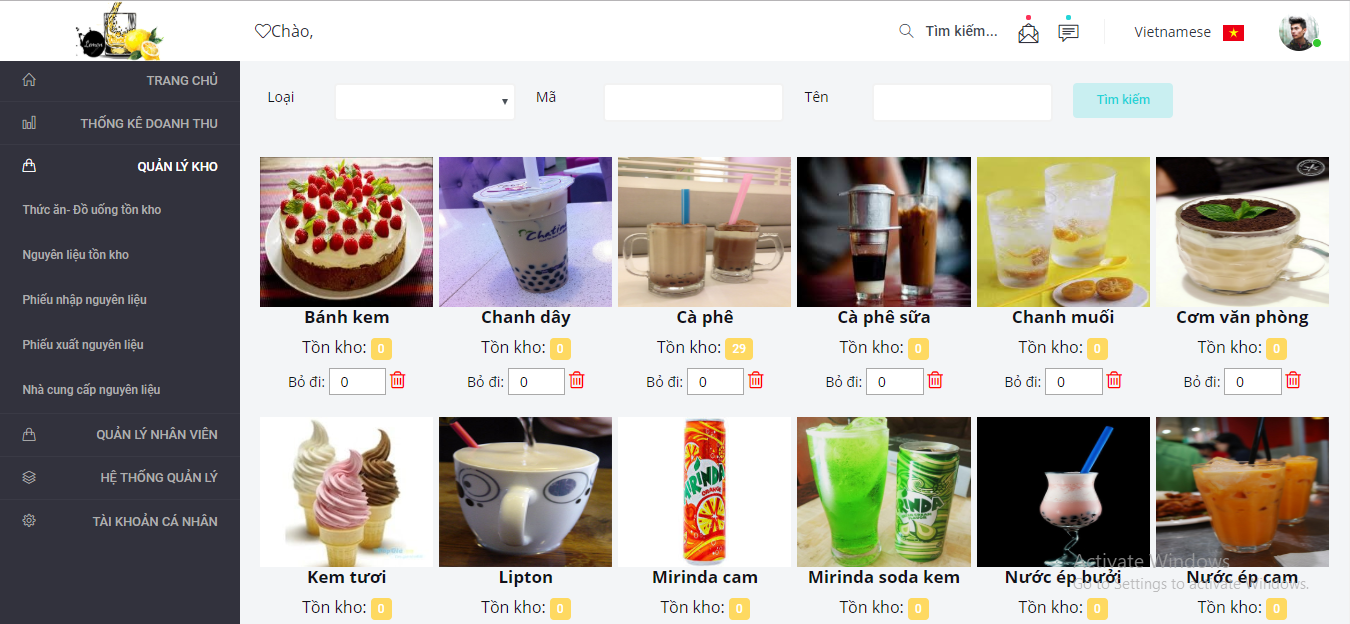 Lemon
♡Chào,
Tìm kiếm...
Vietnamese
TRANG CHỦ
THỐNG KÊ DOANH THU
QUẢN LÝ KHO
Thức ăn- Đồ uống tồn kho
Nguyên liệu tồn kho
Phiếu nhập nguyên liệu
Phiếu xuất nguyên liệu
Nhà cung cấp nguyên liệu
QUẢN LÝ NHÂN VIÊN
HỆ THỐNG QUẢN LÝ
TÀI KHOẢN CÁ NHÂN
Loại Mã Tên Tìm kiếm
Chatime
Bánh kem Chanh dây Cà phê Cà phê sữa Chanh muối Cơm văn phòng
Tồn kho: 0 Tồn kho: 0 Tồn kho: 29 Tồn kho: 0 Tồn kho: 0 Tồn kho: 0
Bỏ đi: 0 Bỏ đi: 0 Bỏ đi: 0 Bỏ đi: 0 Bỏ đi: 0 Bỏ đi: 0
MIRINDA
ORANGE
MIRINDA
Kem tươi Lipton Mirinda cam Mirinda soda kem Nước ép bưởi Nước ép cam
Tồn kho: 0 Tồn kho: 0 Tồn kho: 0 Tồn kho: 0 Tồn kho: 0 Tồn kho: 0
Activate Windows
Go to Settings to activate Windows.